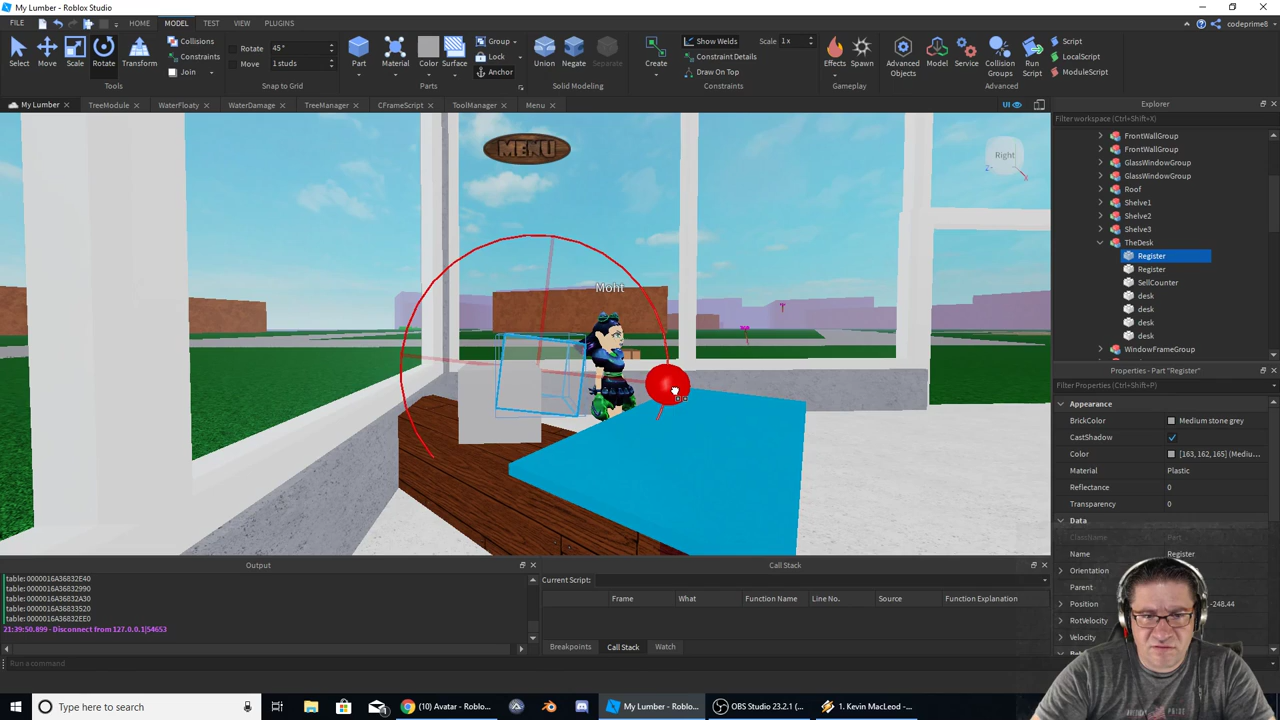 My Lumber - Roblox Studio
codeprime8
FILE HOME MODEL TEST VIEW PLUGINS
Select Move Scale Rotate Transform
Collisions
Constraints
Join
Tools
Rotate 45°
Move 1 studs
Snap to Grid
Part Material Color Surface
Group
Lock
Anchor
Parts
Union Negate Separate
Solid Modeling
Create
Show Welds
Constraint Details
Draw On Top
Scale 1 x
Constraints
Effects Spawn
Gameplay
Advanced Objects
Model
Service
Collision Groups
Run Script
Script
LocalScript
ModuleScript
Advanced
My Lumber TreeModule WaterFloaty WaterDamage TreeManager CFrameScript ToolManager Menu
UI
MENU
Right
Z
X
Moht
Explorer
Filter workspace (Ctrl+Shift+X)
FrontWallGroup
FrontWallGroup
GlassWindowGroup
GlassWindowGroup
Roof
Shelve1
Shelve2
Shelve3
TheDesk
Register
Register
SellCounter
desk
desk
desk
desk
WindowFrameGroup
Properties - Part "Register"
Filter Properties (Ctrl+Shift+P)
Appearance
BrickColor Medium stone grey
CastShadow
Color [163, 162, 165] (Mediu...
Material Plastic
Reflectance 0
Transparency 0
Data
ClassName Part
Name Register
Orientation
Parent
Position -248.44
RotVelocity
Velocity
Output
table: 0000016A36832E40
table: 0000016A36832990
table: 0000016A36832A30
table: 0000016A36833520
table: 0000016A36832EE0
21:39:50.899 - Disconnect from 127.0.0.1|54653
Call Stack
Current Script:
Frame What Function Name Line No. Source Function Explanation
Breakpoints Call Stack Watch
Run a command
Type here to search
(10) Avatar - Roblo...
My Lumber - Robl...
OBS Studio 23.2.1 (...
1. Kevin MacLeod -...